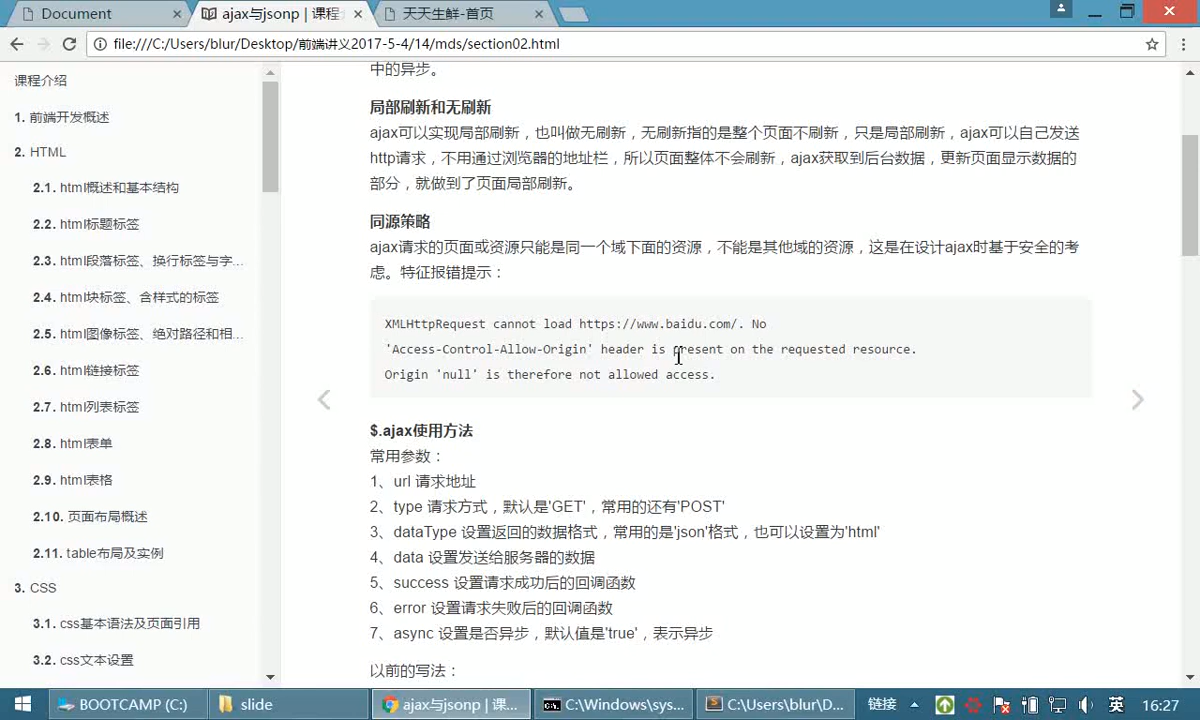 Document
ajax与jsonp | 课程
天天生鲜-首页
file:///C:/Users/blur/Desktop/前端讲义2017-5-4/14/mds/section02.html
课程介绍
1. 前端开发概述
2. HTML
2.1. html概述和基本结构
2.2. html标题标签
2.3. html段落标签、换行标签与字...
2.4. html块标签、含样式的标签
2.5. html图像标签、绝对路径和相...
2.6. html链接标签
2.7. html列表标签
2.8. html表单
2.9. html表格
2.10. 页面布局概述
2.11. table布局及实例
3. CSS
3.1. css基本语法及页面引用
3.2. css文本设置
中的异步。
局部刷新和无刷新
ajax可以实现局部刷新，也叫做无刷新，无刷新指的是整个页面不刷新，只是局部刷新，ajax可以自己发送
http请求，不用通过浏览器的地址栏，所以页面整体不会刷新，ajax获取到后台数据，更新页面显示数据的
部分，就做到了页面局部刷新。
同源策略
ajax请求的页面或资源只能是同一个域下面的资源，不能是其他域的资源，这是在设计ajax时基于安全的考
虑。特征报错提示：
XMLHttpRequest cannot load https://www.baidu.com/. No
'Access-Control-Allow-Origin' header is present on the requested resource.
Origin 'null' is therefore not allowed access.
$.ajax使用方法
常用参数：
1、url 请求地址
2、type 请求方式，默认是'GET'，常用的还有'POST'
3、dataType 设置返回的数据格式，常用的是'json'格式，也可以设置为'html'
4、data 设置发送给服务器的数据
5、success 设置请求成功后的回调函数
6、error 设置请求失败后的回调函数
7、async 设置是否异步，默认值是'true'，表示异步
以前的写法：
BOOTCAMP (C:)
slide
ajax与jsonp | 课...
C:\Windows\sys...
C:\Users\blur\D...
链接
英
16:27